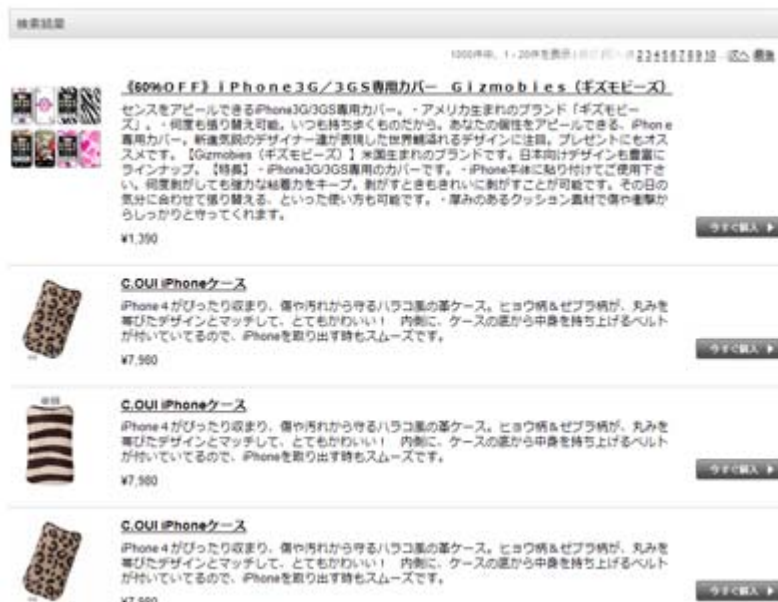 検索結果
1000件中、1 - 20件を表示
2 3 4 5 6 7 8 9 10 次へ 最後
《60%OFF》iPhone3G／3GS専用カバー　Gizmobies（ギズモビーズ）
センスをアピールできるiPhone3G/3GS専用カバー。・アメリカ生まれのブランド「ギズモビー
ズ」。・何度も張り替え可能。いつも持ち歩くものだから。あなたの個性をアピールできる、iPhone
専用カバー。新進気鋭のデザイナー達が表現した世界観溢れるデザインに注目。プレゼントにもオス
スメです。【Gizmobies（ギズモビーズ）】米国生まれのブランドです。日本向けデザインも豊富に
ラインナップ。【特長】・iPhone3G/3GS専用のカバーです。・iPhone本体に貼り付けてご使用下さ
い。何度剥がしても強力な粘着力をキープ。剥がすときもきれいに剥がすことが可能です。その日の
気分に合わせて張り替える、といった使い方も可能です。・厚みのあるクッション素材で傷や衝撃か
らしっかりと守ってくれます。
¥1,390
今すぐ購入
C.OUI iPhoneケース
iPhone 4 がぴったり収まり、傷や汚れから守るハラコ風の革ケース。ヒョウ柄＆ゼブラ柄が、丸みを
帯びたデザインとマッチして、とてもかわいい！　内側に、ケースの底から中身を持ち上げるベルト
が付いていてるので、iPhoneを取り出す時もスムーズです。
¥7,980
今すぐ購入
C.OUI iPhoneケース
iPhone 4 がぴったり収まり、傷や汚れから守るハラコ風の革ケース。ヒョウ柄＆ゼブラ柄が、丸みを
帯びたデザインとマッチして、とてもかわいい！　内側に、ケースの底から中身を持ち上げるベルト
が付いていてるので、iPhoneを取り出す時もスムーズです。
¥7,980
今すぐ購入
C.OUI iPhoneケース
iPhone 4 がぴったり収まり、傷や汚れから守るハラコ風の革ケース。ヒョウ柄＆ゼブラ柄が、丸みを
帯びたデザインとマッチして、とてもかわいい！　内側に、ケースの底から中身を持ち上げるベルト
が付いていてるので、iPhoneを取り出す時もスムーズです。
¥7,980
今すぐ購入